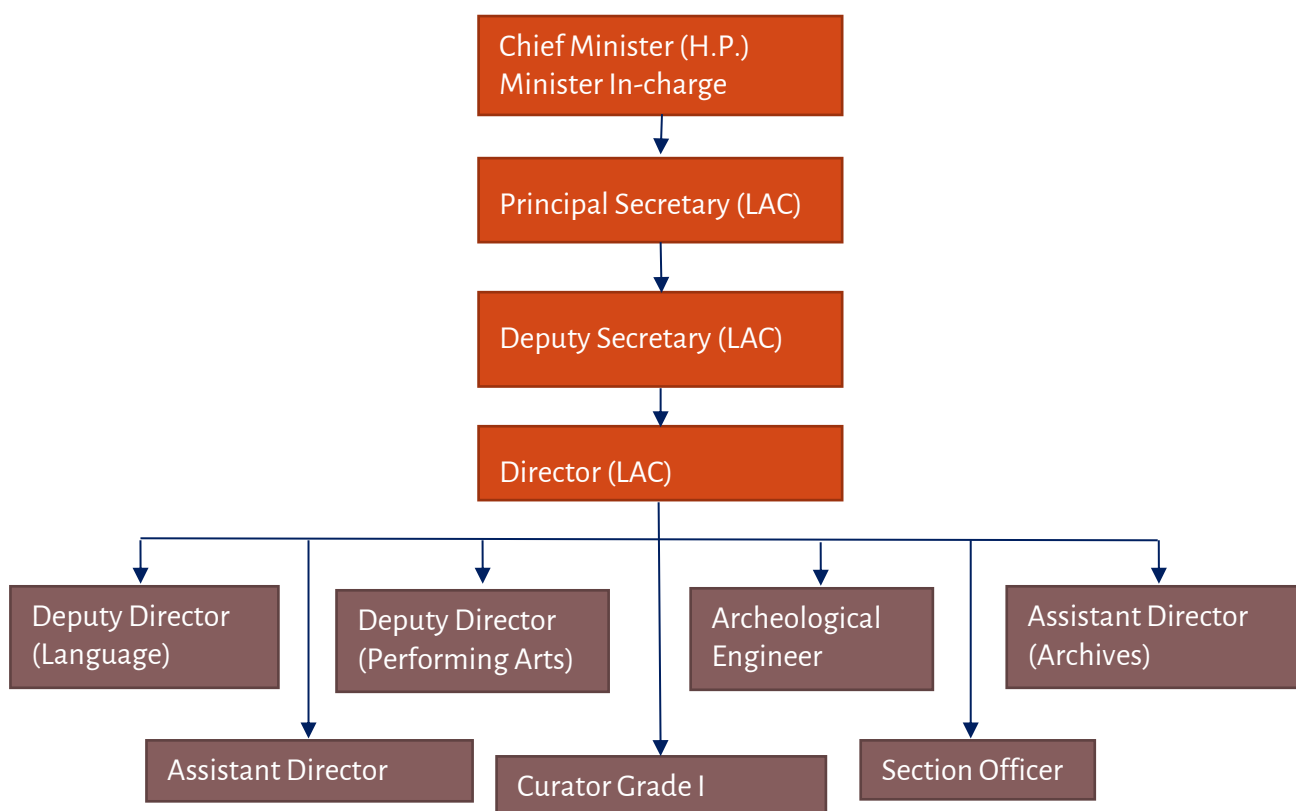 Chief Minister (H.P.)
Minister In-charge
Principal Secretary (LAC)
Deputy Secretary (LAC)
Director (LAC)
Deputy Director
(Language)
Deputy Director
(Performing Arts)
Archeological
Engineer
Assistant Director
(Archives)
Assistant Director
Curator Grade I
Section Officer